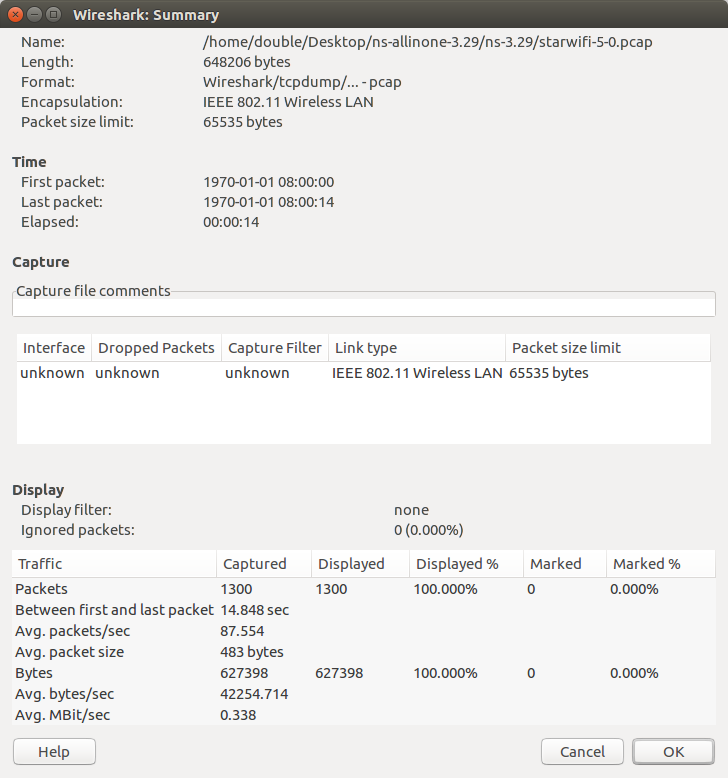 Wireshark: Summary
Name: /home/double/Desktop/ns-allinone-3.29/ns-3.29/starwifi-5-0.pcap
Length: 648206 bytes
Format: Wireshark/tcpdump/... - pcap
Encapsulation: IEEE 802.11 Wireless LAN
Packet size limit: 65535 bytes
Time
First packet: 1970-01-01 08:00:00
Last packet: 1970-01-01 08:00:14
Elapsed: 00:00:14
Capture
Capture file comments
Interface Dropped Packets Capture Filter Link type Packet size limit
unknown unknown unknown IEEE 802.11 Wireless LAN 65535 bytes
Display
Display filter: none
Ignored packets: 0 (0.000%)
Traffic Captured Displayed Displayed % Marked Marked %
Packets 1300 1300 100.000% 0 0.000%
Between first and last packet 14.848 sec
Avg. packets/sec 87.554
Avg. packet size 483 bytes
Bytes 627398 627398 100.000% 0 0.000%
Avg. bytes/sec 42254.714
Avg. MBit/sec 0.338
Help Cancel OK